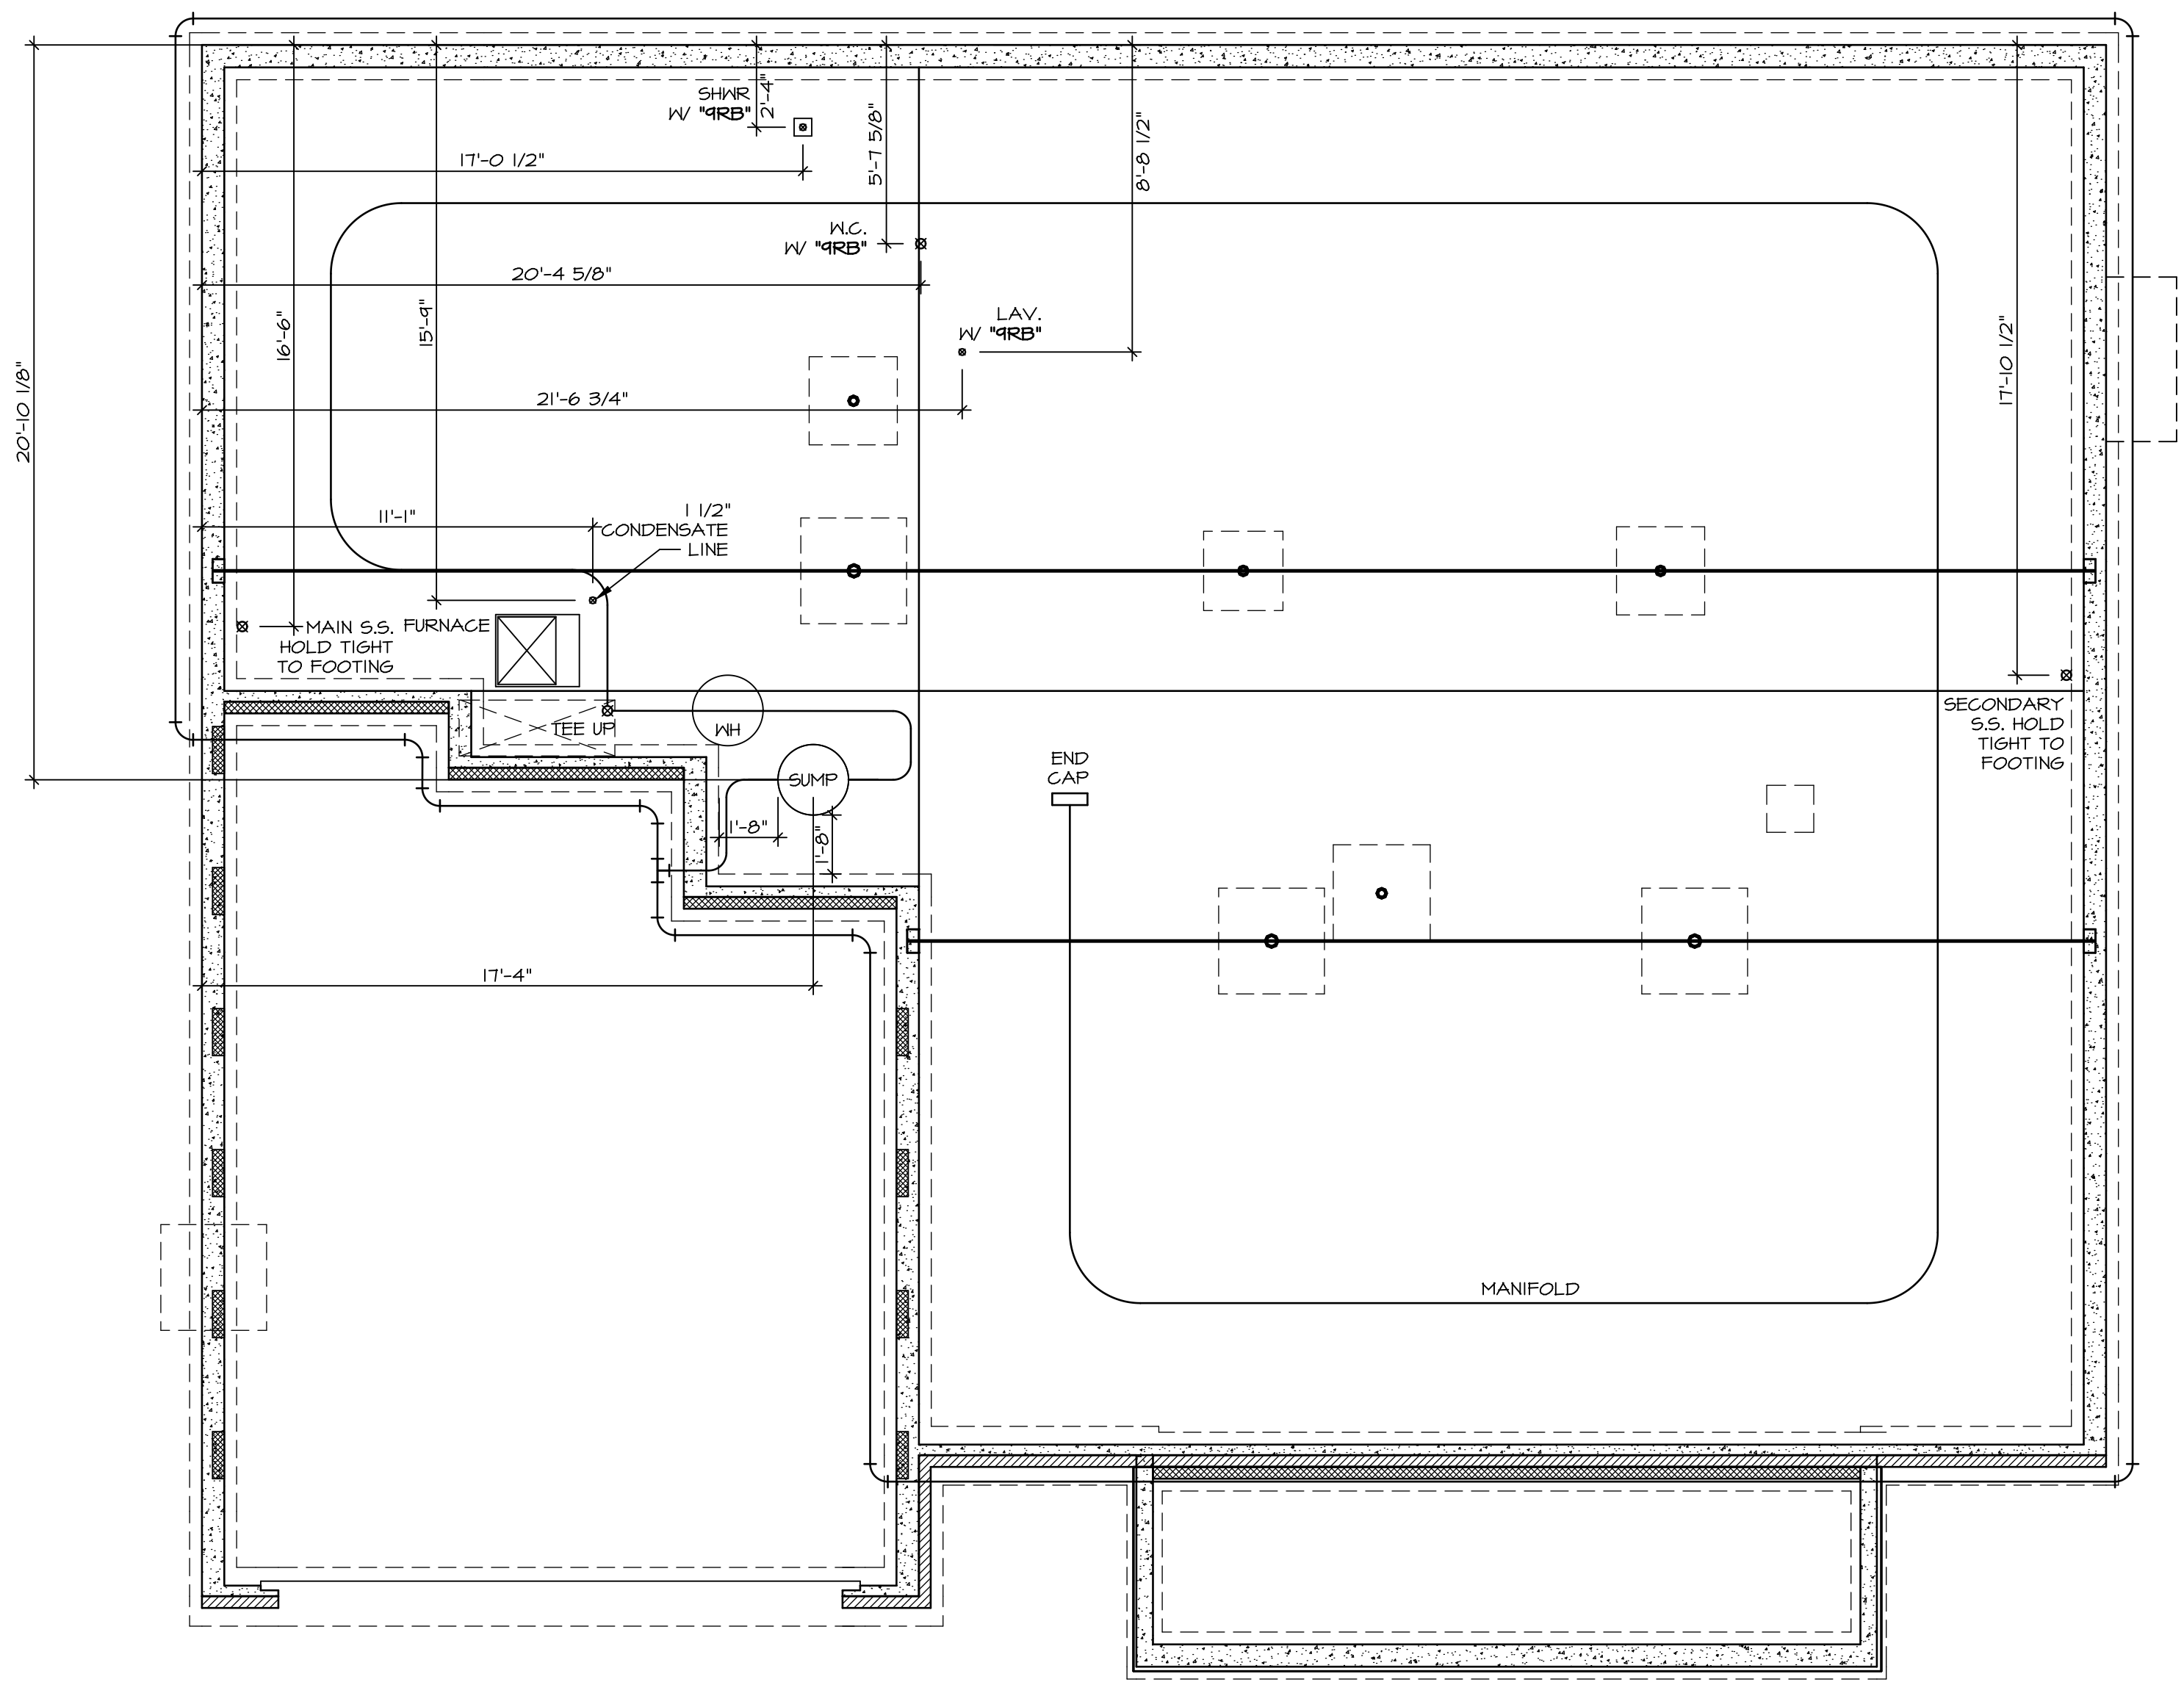 SHWR
W/ "9RB"
2'-4"
17'-0 1/2"
5'-7 5/8"
8'-8 1/2"
W.C.
W/ "9RB"
20'-4 5/8"
LAV.
W/ "9RB"
16'-6"
15'-9"
17'-10 1/2"
20'-10 1/8"
21'-6 3/4"
11'-1"
1 1/2"
CONDENSATE
LINE
MAIN S.S.
HOLD TIGHT
TO FOOTING
FURNACE
TEE UP
WH
SUMP
SECONDARY
S.S. HOLD
TIGHT TO
FOOTING
END
CAP
1'-8"
1'-8"
17'-4"
MANIFOLD